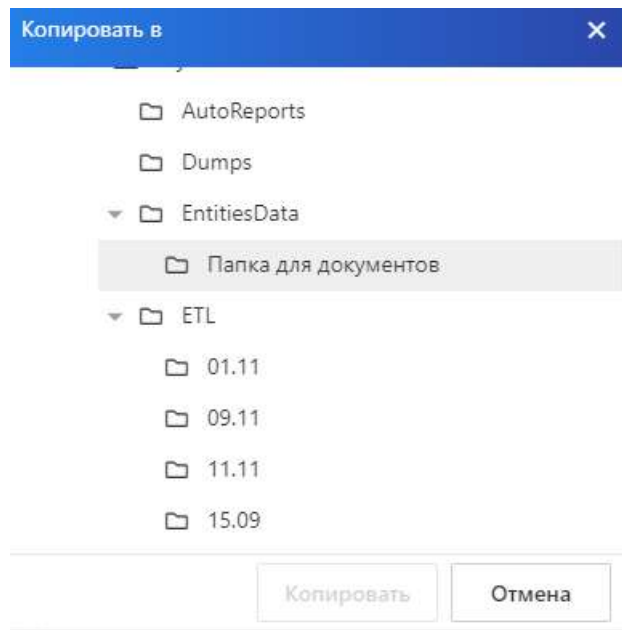 Копировать в
AutoReports
Dumps
EntitiesData
Папка для документов
ETL
01.11
09.11
11.11
15.09
Копировать
Отмена